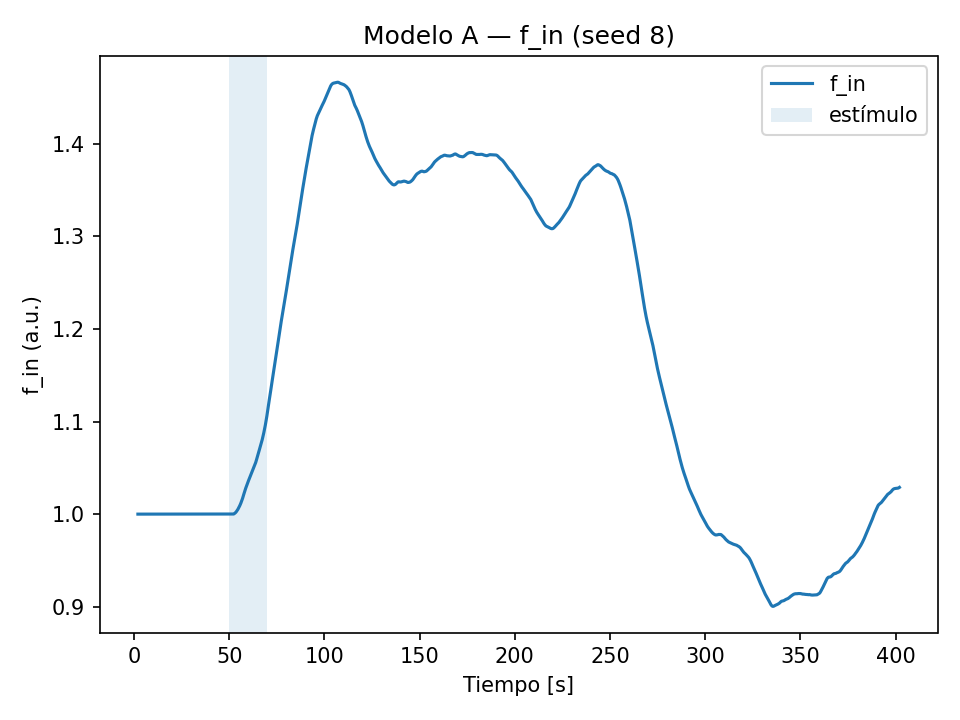 Modelo A — f_in (seed 8)
f_in
estímulo
f_in (a.u.)
1.4
1.3
1.2
1.1
1.0
0.9
0 50 100 150 200 250 300 350 400
Tiempo [s]